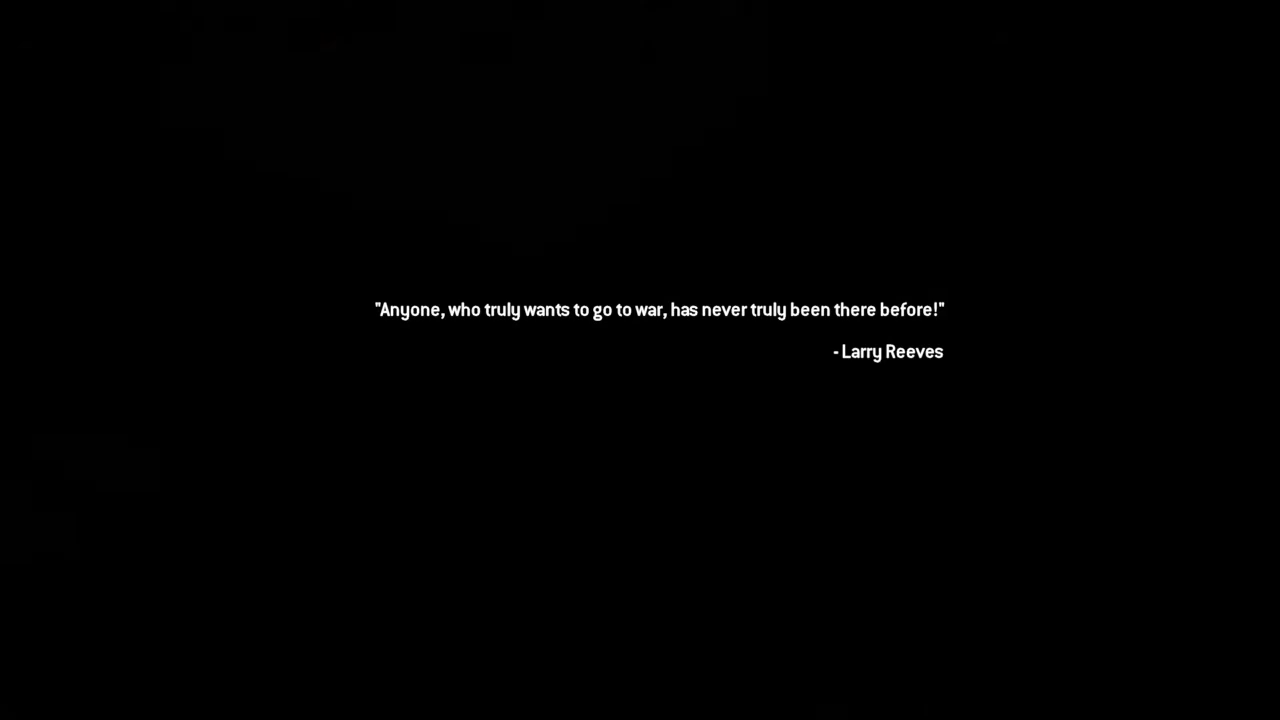 "Anyone, who truly wants to go to war, has never truly been there before!"
- Larry Reeves